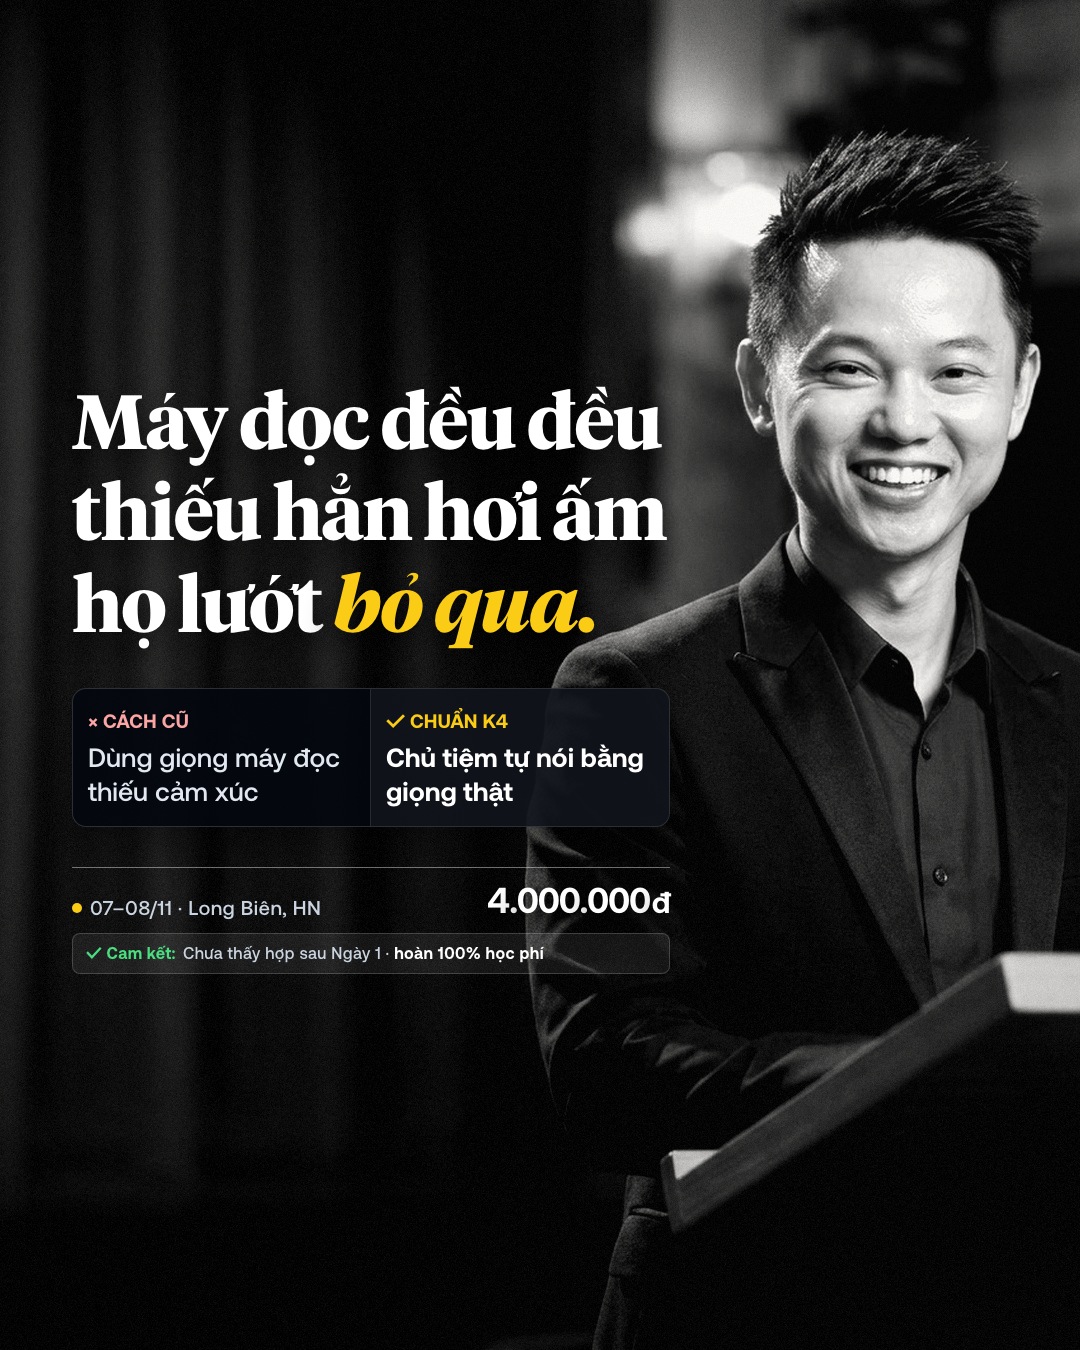 Máy đọc đều đều
thiếu hẳn hơi ấm
họ lướt bỏ qua.
× CÁCH CŨ
Dùng giọng máy đọc
thiếu cảm xúc
✓ CHUẨN K4
Chủ tiệm tự nói bằng
giọng thật
07–08/11 · Long Biên, HN
4.000.000đ
✓ Cam kết: Chưa thấy hợp sau Ngày 1 · hoàn 100% học phí